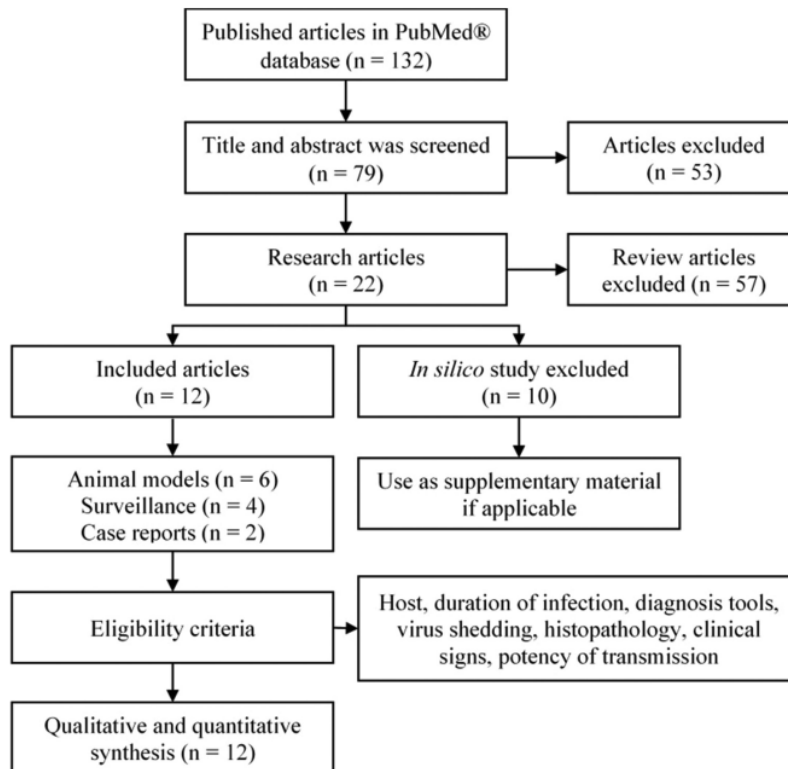 Published articles in PubMed®
database (n = 132)
Title and abstract was screened
(n = 79)
Articles excluded
(n = 53)
Research articles
(n = 22)
Review articles
excluded (n = 57)
Included articles
(n = 12)
In silico study excluded
(n = 10)
Animal models (n = 6)
Surveillance (n = 4)
Case reports (n = 2)
Use as supplementary material
if applicable
Eligibility criteria
Host, duration of infection, diagnosis tools,
virus shedding, histopathology, clinical
signs, potency of transmission
Qualitative and quantitative
synthesis (n = 12)